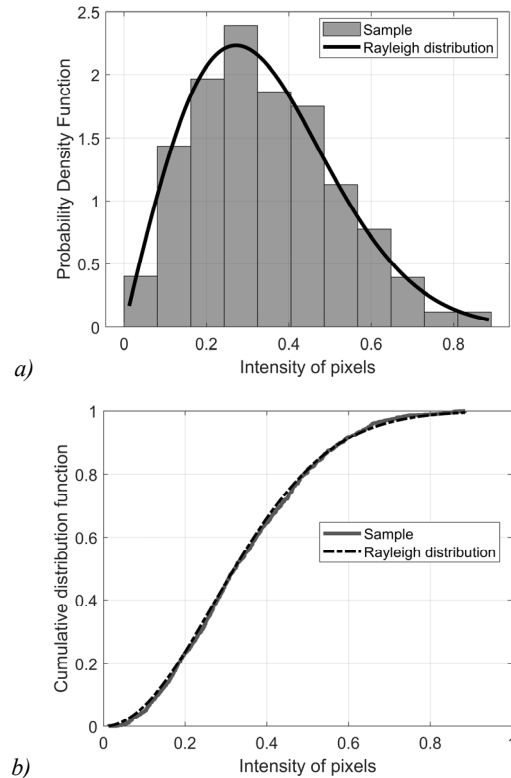 2.5
Sample
Rayleigh distribution
2
1.5
1
0.5
0
Probability Density Function
0 0.2 0.4 0.6 0.8
Intensity of pixels
a)
1
0.8
0.6
0.4
0.2
0
Cumulative distribution function
Sample
Rayleigh distribution
0 0.2 0.4 0.6 0.8 1
Intensity of pixels
b)